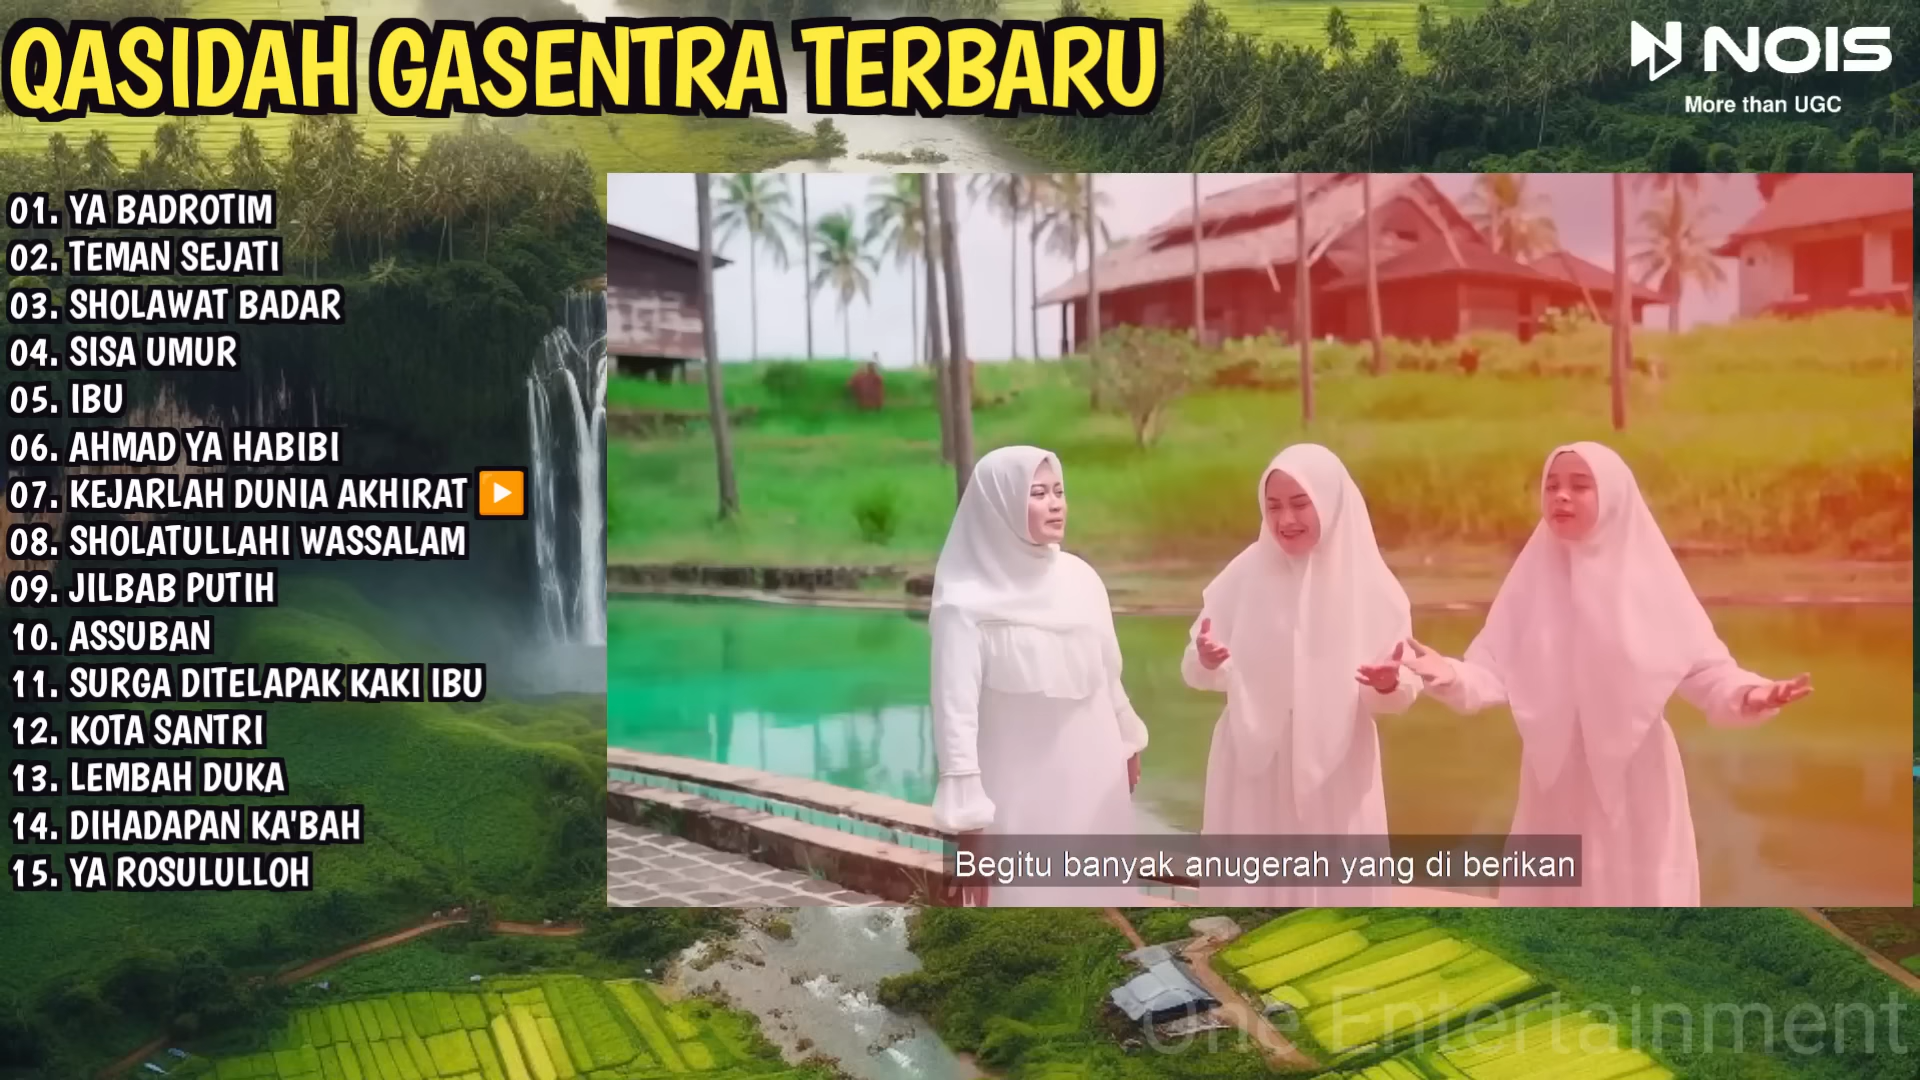 QASIDAH GASENTRA TERBARU
NOIS
More than UGC
01. YA BADROTIM
02. TEMAN SEJATI
03. SHOLAWAT BADAR
04. SISA UMUR
05. IBU
06. AHMAD YA HABIBI
07. KEJARLAH DUNIA AKHIRAT
08. SHOLATULLAHI WASSALAM
09. JILBAB PUTIH
10. ASSUBAN
11. SURGA DITELAPAK KAKI IBU
12. KOTA SANTRI
13. LEMBAH DUKA
14. DIHADAPAN KA'BAH
15. YA ROSULULLOH
Begitu banyak anugerah yang di berikan
One Entertainment